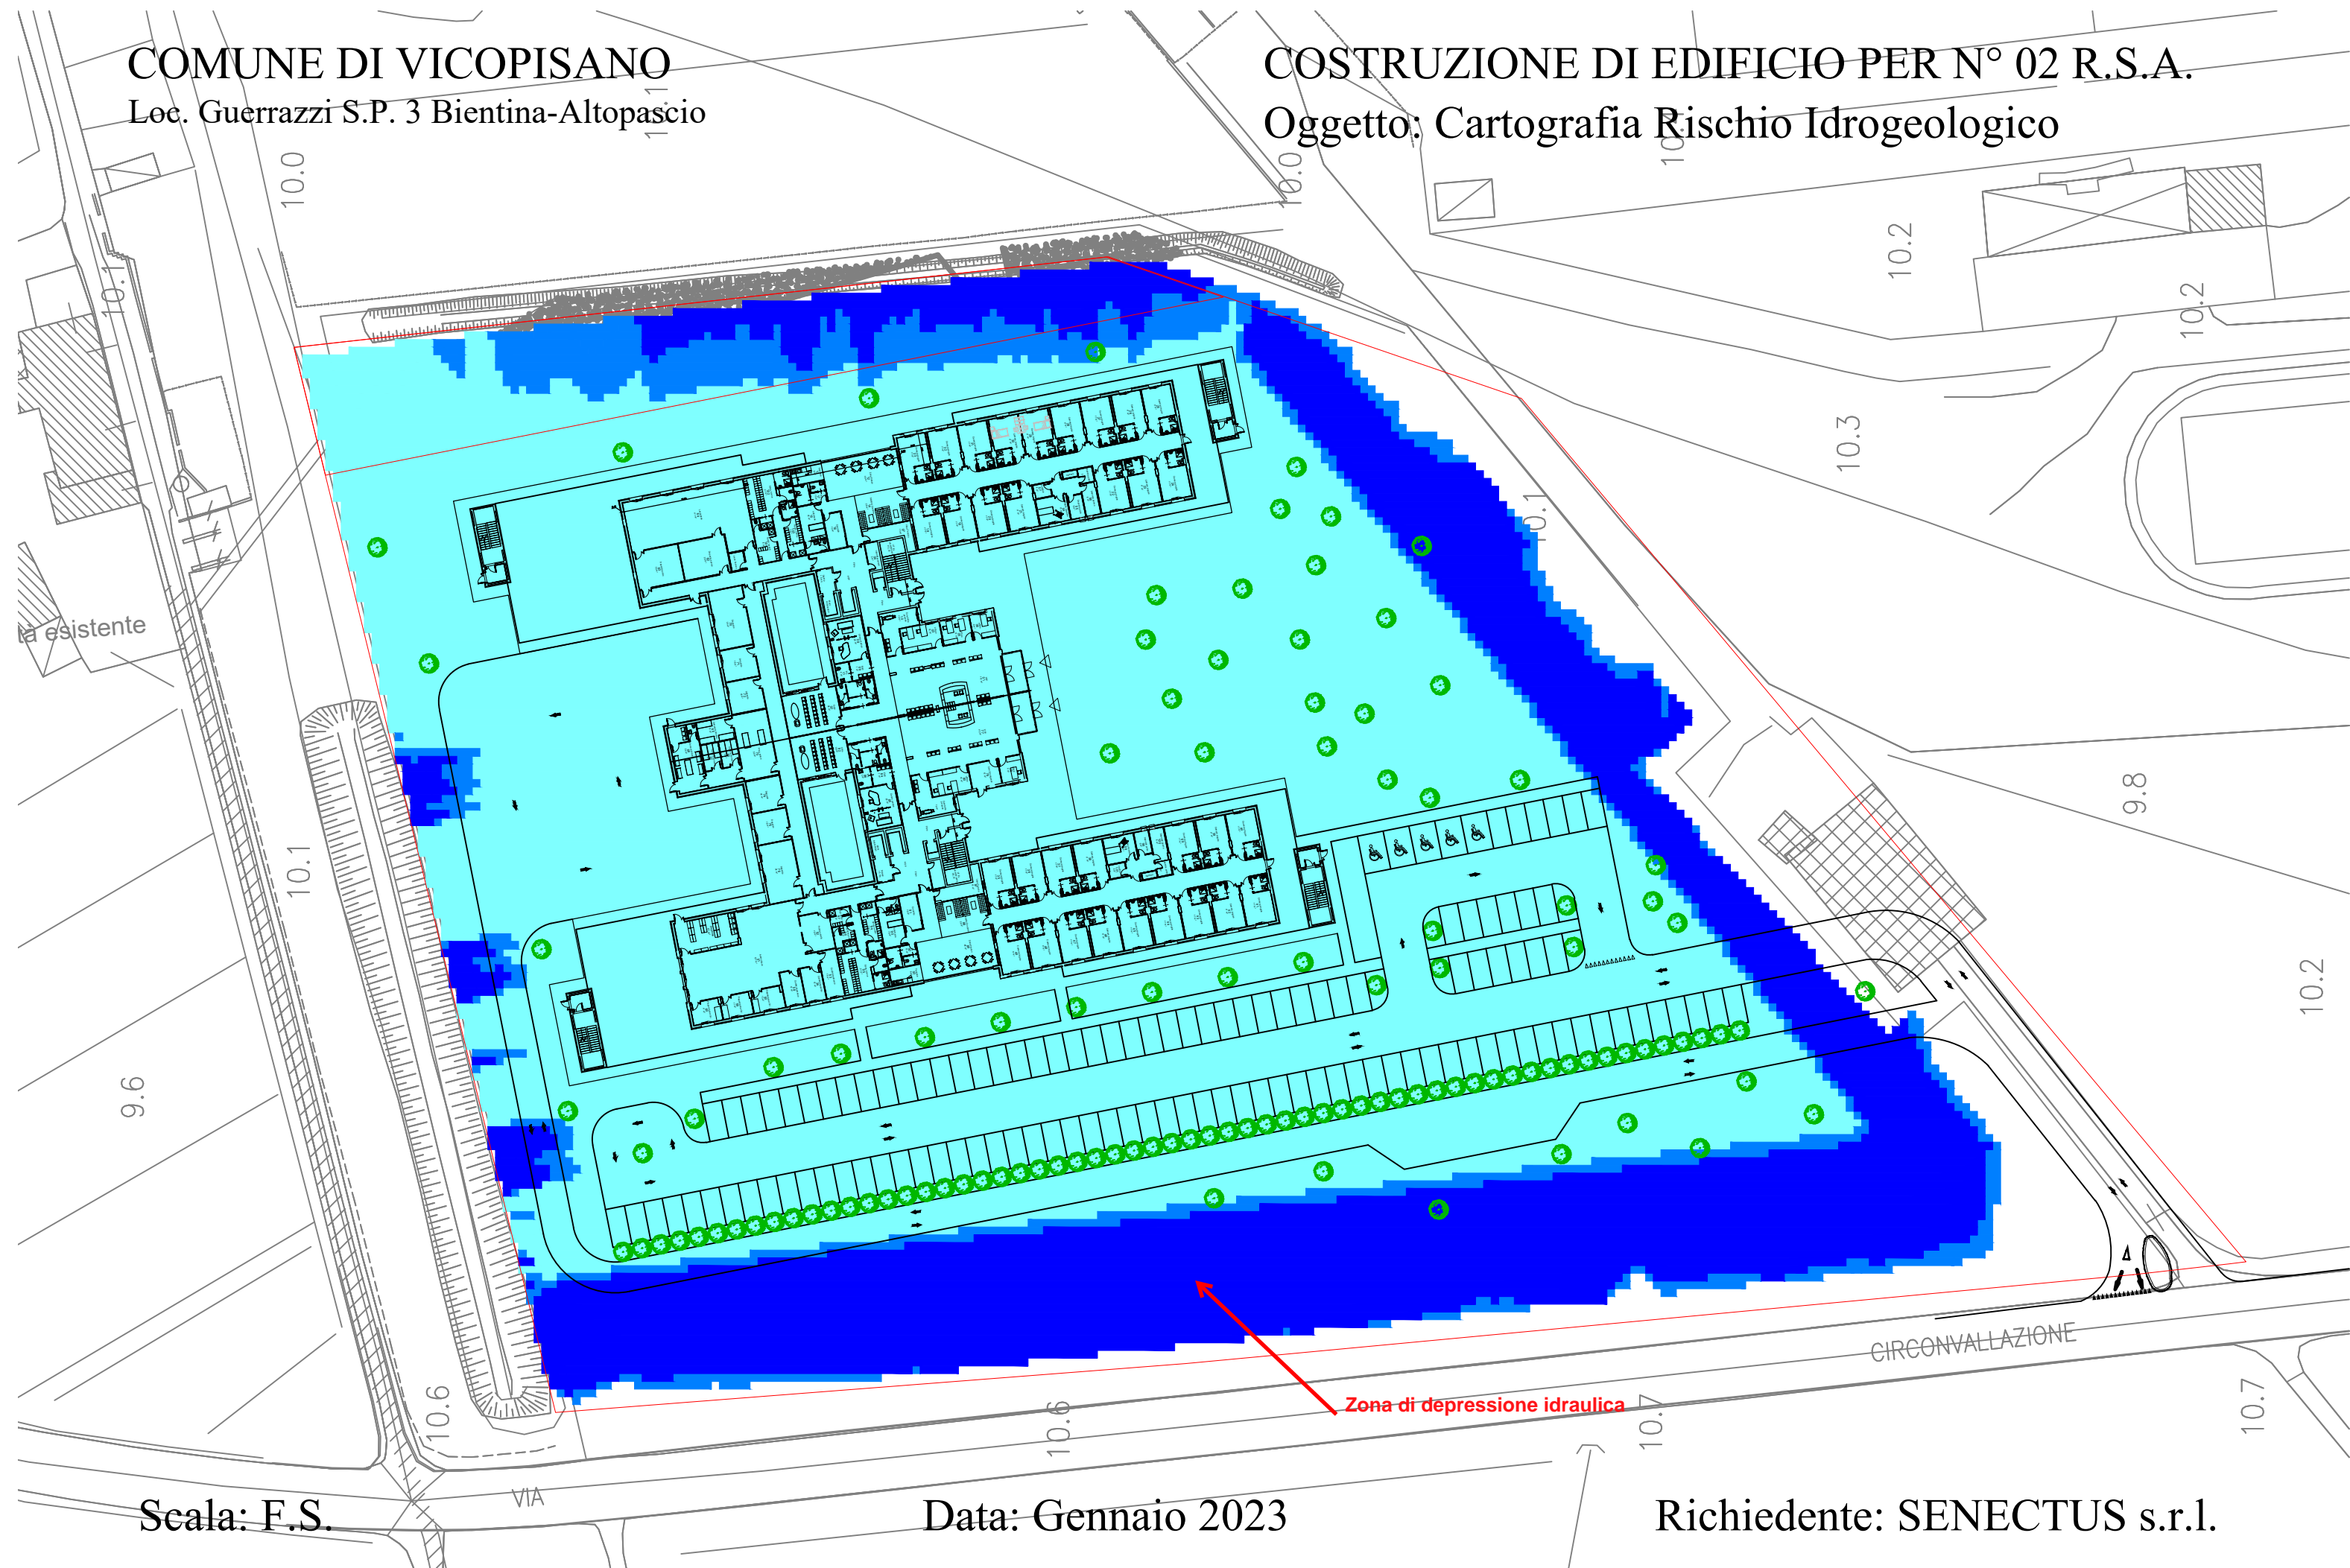 COMUNE DI VICOPISANO
Loc. Guerrazzi S.P. 3 Bientina-Altopascio
COSTRUZIONE DI EDIFICIO PER N° 02 R.S.A.
Oggetto: Cartografia Rischio Idrogeologico
10.0
10.0
10.2
10.1
10.2
10.3
10.1
tà esistente
9.8
10.1
10.2
9.6
CIRCONVALLAZIONE
Zona di depressione idraulica
10.6
10.6
10.7
10.7
VIA
Scala: F.S.
Data: Gennaio 2023
Richiedente: SENECTUS s.r.l.